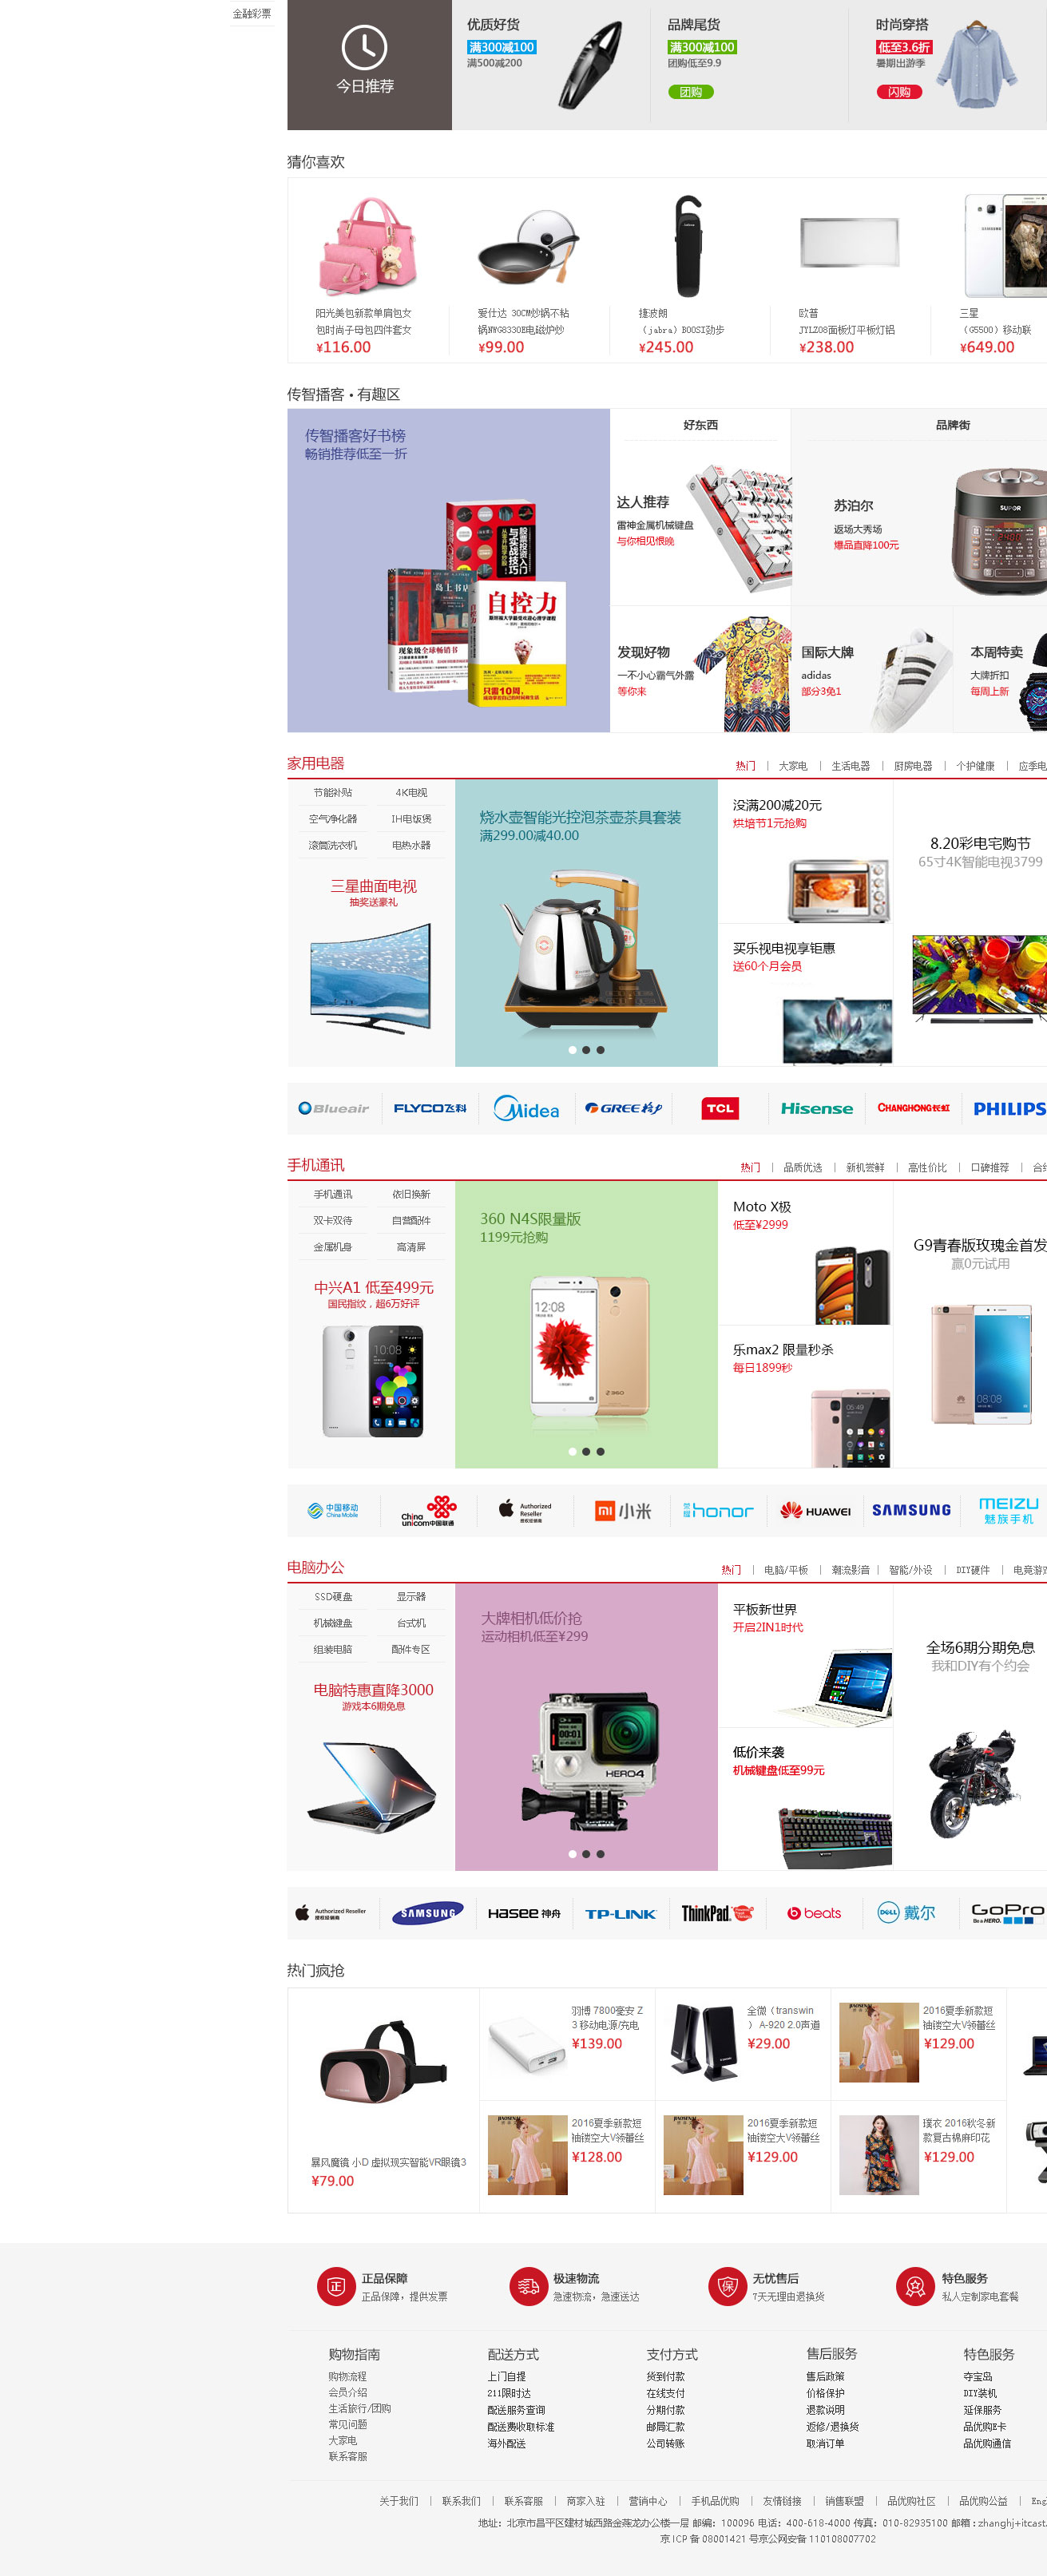 金融彩票
今日推荐
优质好货
满300减100
满500减200
品牌尾货
满300减100
团购低至9.9
团购
时尚穿搭
低至3.6折
暑期出游季
闪购
猜你喜欢
阳光美包新款单肩包女
包时尚子母包四件套女
¥116.00
爱仕达 30CM炒锅不粘
锅NWG8330E电磁炉炒
¥99.00
捷波朗
（jabra）BOOST劲步
¥245.00
欧普
JYLZ08面板灯平板灯铝
¥238.00
三星
（G5500）移动联
¥649.00
传智播客 • 有趣区
传智播客好书榜
畅销推荐低至一折
岛上书店
现象级全球畅销书
自控力
只需10周,
好东西
达人推荐
雷神金属机械键盘
与你相见恨晚
品牌街
苏泊尔
返场大秀场
爆品直降100元
SUPOR
发现好物
一不小心霸气外露
等你来
国际大牌
adidas
部分3免1
本周特卖
大牌折扣
每周上新
家用电器
热门 | 大家电 | 生活电器 | 厨房电器 | 个护健康 | 应季电
节能补贴 4K电视
空气净化器 IH电饭煲
滚筒洗衣机 电热水器
三星曲面电视
抽奖送豪礼
烧水壶智能光控泡茶壶茶具套装
满299.00减40.00
没满200减20元
烘培节1元抢购
买乐视电视享钜惠
送60个月会员
8.20彩电宅购节
65寸4K智能电视3799
Blueair FLYCO飞科 Midea GREE格力 TCL Hisense CHANGHONG长虹 PHILIPS
手机通讯
热门 | 品质优选 | 新机尝鲜 | 高性价比 | 口碑推荐 | 合约
手机通讯 依旧换新
双卡双待 自营配件
金属机身 高清屏
中兴A1 低至499元
国民指纹，超6万好评
10:08
360 N4S限量版
1199元抢购
12:08
360
Moto X极
低至¥2999
乐max2 限量秒杀
每日1899秒
06:49
G9青春版玫瑰金首发
赢0元试用
08:08
中国移动 China Mobile
China unicom中国联通
Authorized Reseller 授权经销商
小米
荣耀 honor
HUAWEI
SAMSUNG
MEIZU 魅族手机
电脑办公
热门 | 电脑/平板 | 潮流影音 | 智能/外设 | DIY硬件 | 电竞游戏
SSD硬盘 显示器
机械键盘 台式机
组装电脑 配件专区
电脑特惠直降3000
游戏本6期免息
大牌相机低价抢
运动相机低至¥299
HERO4
平板新世界
开启2IN1时代
低价来袭
机械键盘低至99元
全场6期分期免息
我和DIY有个约会
Authorized Reseller 授权经销商
SAMSUNG
Hasee 神舟
TP-LINK
ThinkPad
beats
DELL 戴尔
GoPro
Be a HERO.
热门疯抢
暴风魔镜 小D 虚拟现实智能VR眼镜3
¥79.00
羽博 7800毫安 Z
3 移动电源/充电
¥139.00
全微（transwin
） A-920 2.0声道
¥29.00
2016夏季新款短
袖镂空大V领蕾丝
¥129.00
2016夏季新款短
袖镂空大V领蕾丝
¥128.00
2016夏季新款短
袖镂空大V领蕾丝
¥129.00
璞衣 2016秋冬新
款复古棉麻印花
¥129.00
正品保障
正品保障，提供发票
极速物流
急速物流，急速送达
无忧售后
7天无理由退换货
特色服务
私人定制家电套餐
购物指南
购物流程
会员介绍
生活旅行/团购
常见问题
大家电
联系客服
配送方式
上门自提
211限时达
配送服务查询
配送费收取标准
海外配送
支付方式
货到付款
在线支付
分期付款
邮局汇款
公司转账
售后服务
售后政策
价格保护
退款说明
返修/退换货
取消订单
特色服务
夺宝岛
DIY装机
延保服务
品优购E卡
品优购通信
关于我们 | 联系我们 | 联系客服 | 商家入驻 | 营销中心 | 手机品优购 | 友情链接 | 销售联盟 | 品优购社区 | 品优购公益 | Eng
地址：北京市昌平区建材城西路金燕龙办公楼一层 邮编：100096 电话：400-618-4000 传真：010-82935100 邮箱：zhanghj+itcast.
京 ICP 备 08001421 号京公网安备 110108007702